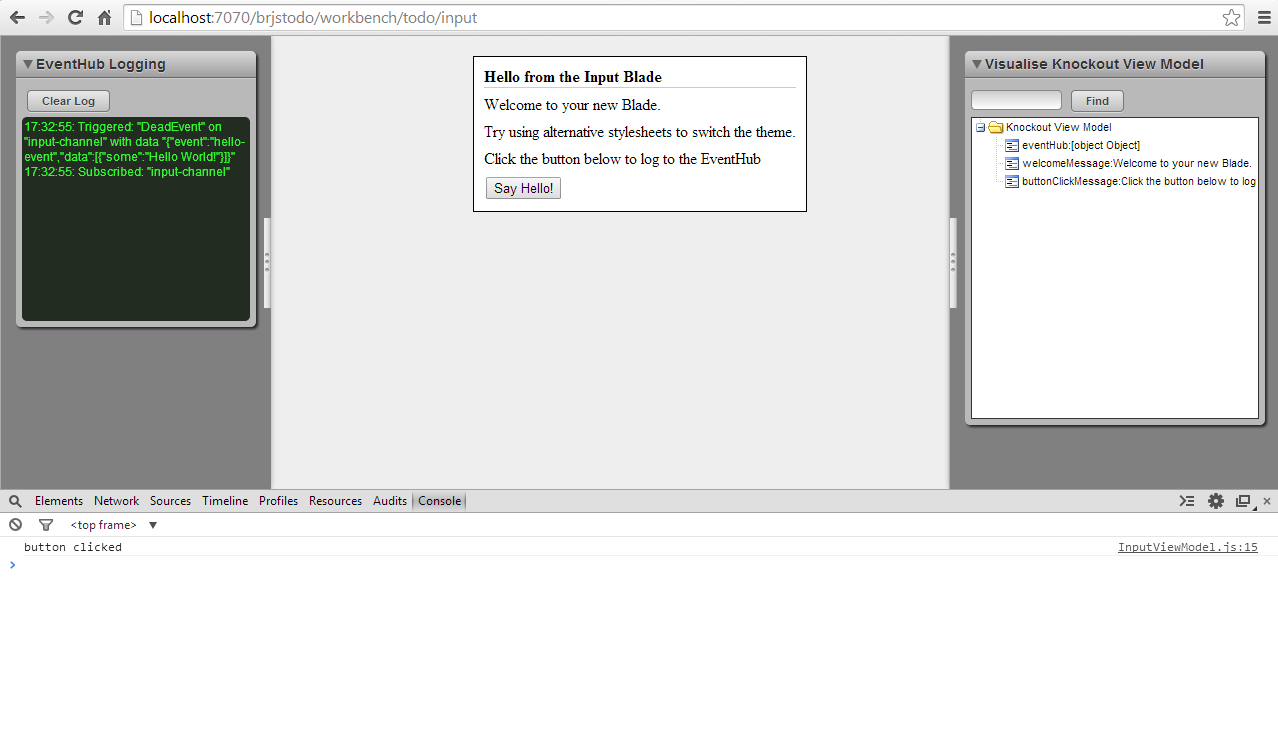 localhost:7070/brjstodo/workbench/todo/input
EventHub Logging
Clear Log
17:32:55: Triggered: "DeadEvent" on
"input-channel" with data "{"event":"hello-
event","data":[{"some":"Hello World!"}]}"
17:32:55: Subscribed: "input-channel"
Hello from the Input Blade
Welcome to your new Blade.
Try using alternative stylesheets to switch the theme.
Click the button below to log to the EventHub
Say Hello!
Visualise Knockout View Model
Find
Knockout View Model
eventHub:[object Object]
welcomeMessage:Welcome to your new Blade.
buttonClickMessage:Click the button below to log
Elements Network Sources Timeline Profiles Resources Audits Console
<top frame>
button clicked InputViewModel.js:15